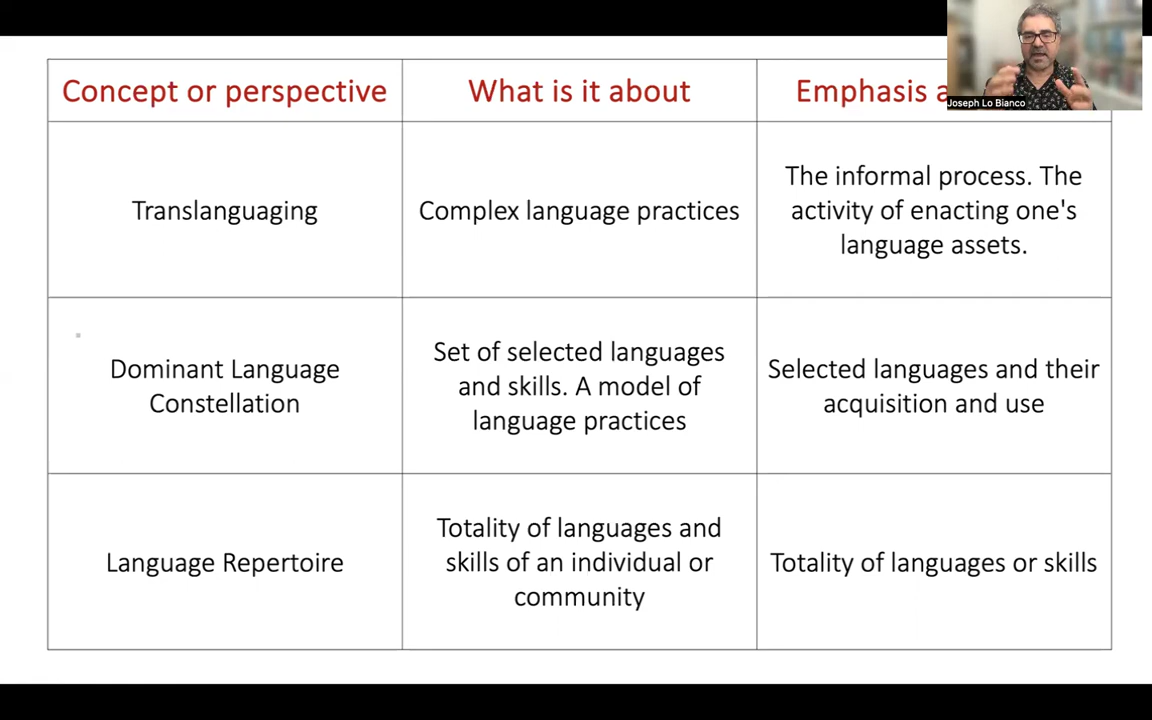 Concept or perspective
What is it about
Emphasis
Joseph Lo Bianco
Translanguaging
Complex language practices
The informal process. The
activity of enacting one's
language assets.
Dominant Language
Constellation
Set of selected languages
and skills. A model of
language practices
Selected languages and their
acquisition and use
Language Repertoire
Totality of languages and
skills of an individual or
community
Totality of languages or skills